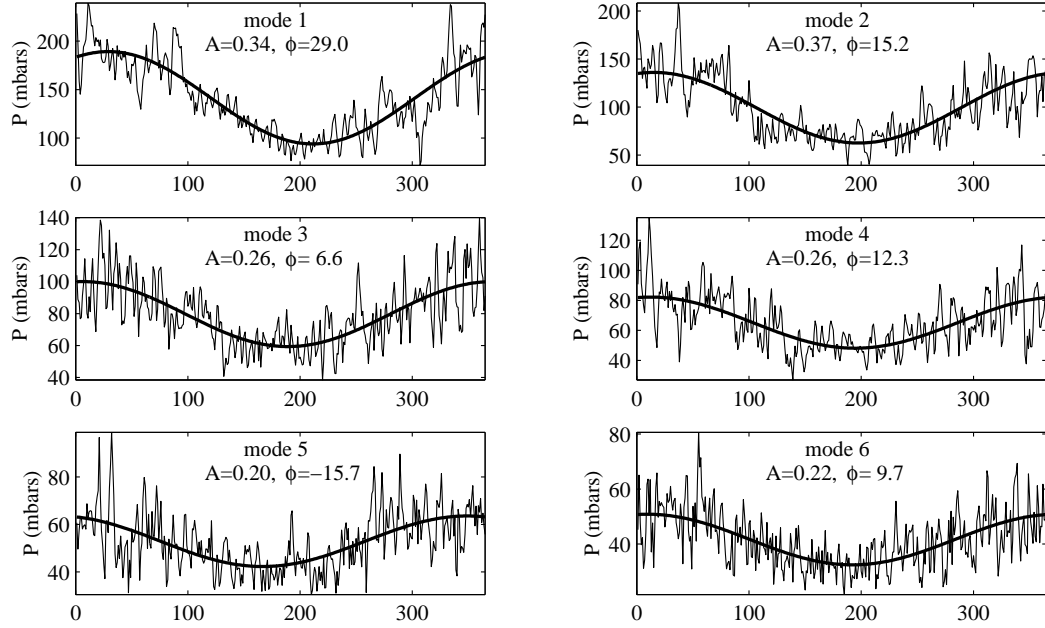 mode 1
A=0.34, ϕ=29.0
P (mbars)
200
150
100
0 100 200 300
mode 2
A=0.37, ϕ=15.2
P (mbars)
200
150
100
50
0 100 200 300
mode 3
A=0.26, ϕ= 6.6
P (mbars)
140
120
100
80
60
40
0 100 200 300
mode 4
A=0.26, ϕ=12.3
P (mbars)
120
100
80
60
40
0 100 200 300
mode 5
A=0.20, ϕ=−15.7
P (mbars)
80
60
40
0 100 200 300
mode 6
A=0.22, ϕ= 9.7
P (mbars)
80
60
40
0 100 200 300